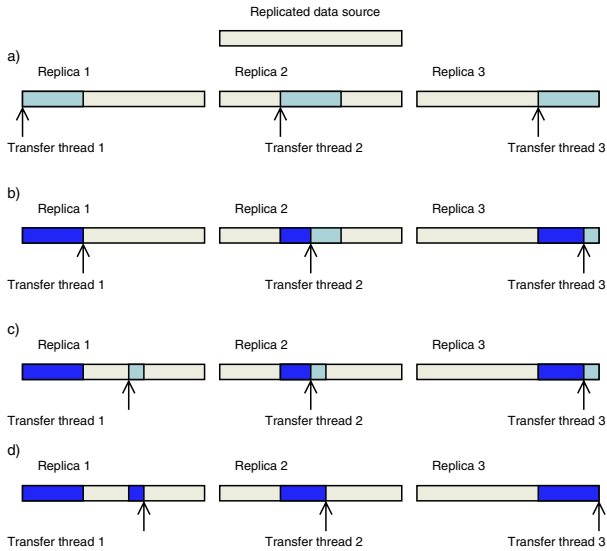 Replicated data source
a)
Replica 1 Replica 2 Replica 3
Transfer thread 1 Transfer thread 2 Transfer thread 3
b)
Replica 1 Replica 2 Replica 3
Transfer thread 1 Transfer thread 2 Transfer thread 3
c)
Replica 1 Replica 2 Replica 3
Transfer thread 1 Transfer thread 2 Transfer thread 3
d)
Replica 1 Replica 2 Replica 3
Transfer thread 1 Transfer thread 2 Transfer thread 3